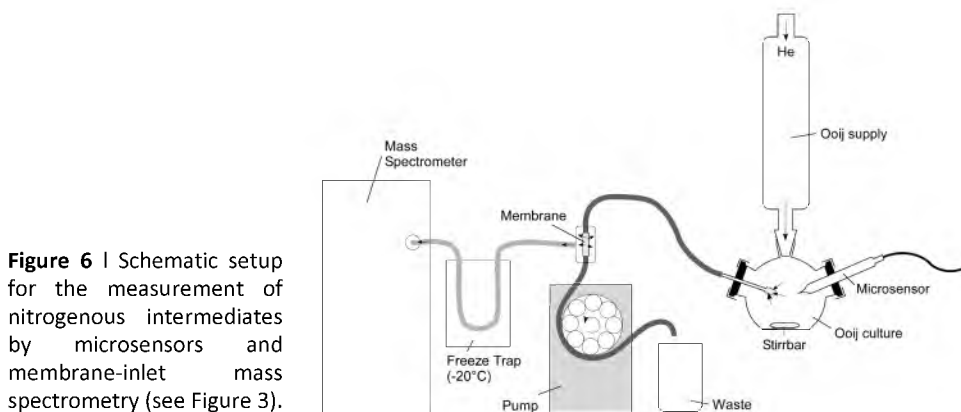 He
Ooij supply
Mass
Spectrometer
Membrane
Microsensor
Ooij culture
Stirrbar
Freeze Trap
(-20°C)
Pump
Waste
Figure 6 I Schematic setup
for the measurement of
nitrogenous intermediates
by microsensors and
membrane-inlet mass
spectrometry (see Figure 3).